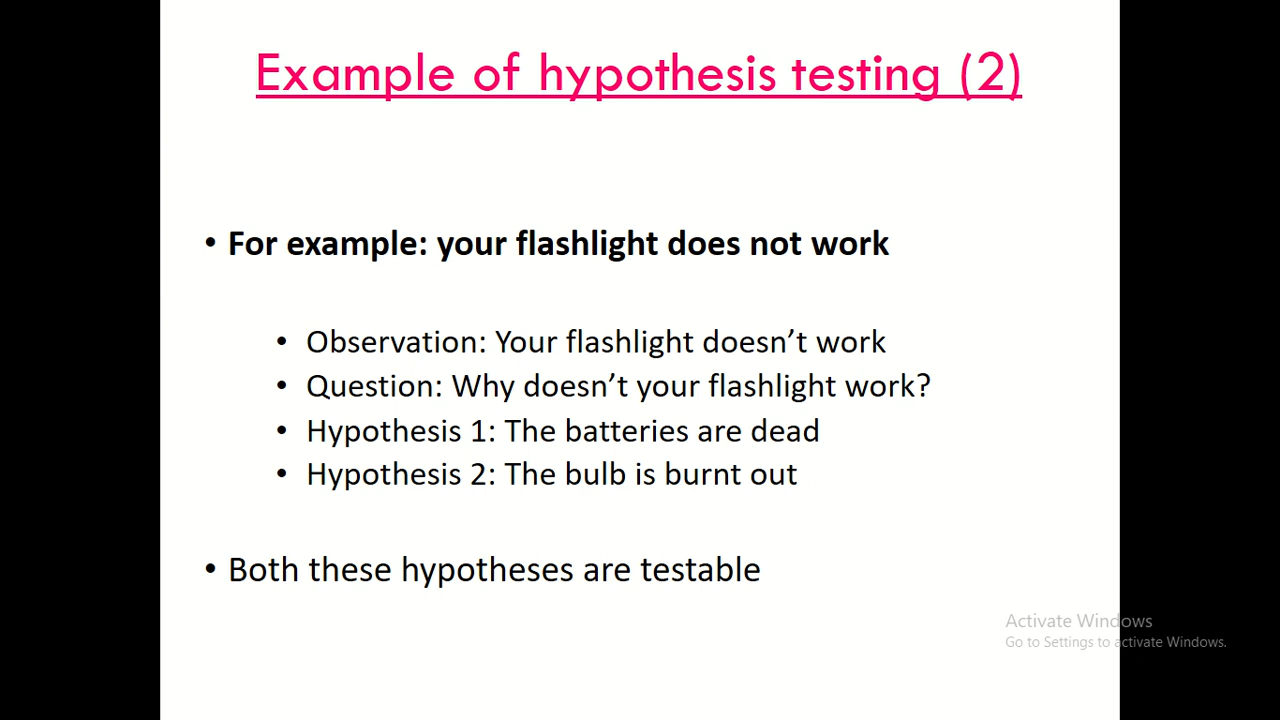 Example of hypothesis testing (2)
• For example: your flashlight does not work
• Observation: Your flashlight doesn’t work
• Question: Why doesn’t your flashlight work?
• Hypothesis 1: The batteries are dead
• Hypothesis 2: The bulb is burnt out
• Both these hypotheses are testable
Activate Windows
Go to Settings to activate Windows.